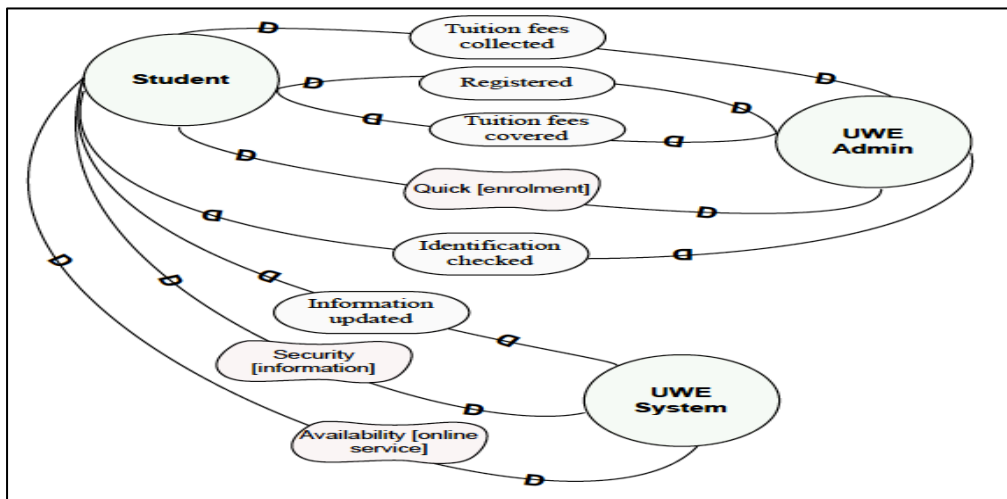 D
Tuition fees
collected
D
Student
D
Registered
D
D
Tuition fees
covered
D
UWE
Admin
D
Quick [enrolment]
D
D
Identification
checked
D
D
D
D
Information
updated
D
Security
[information]
D
UWE
System
Availability [online
service]
D